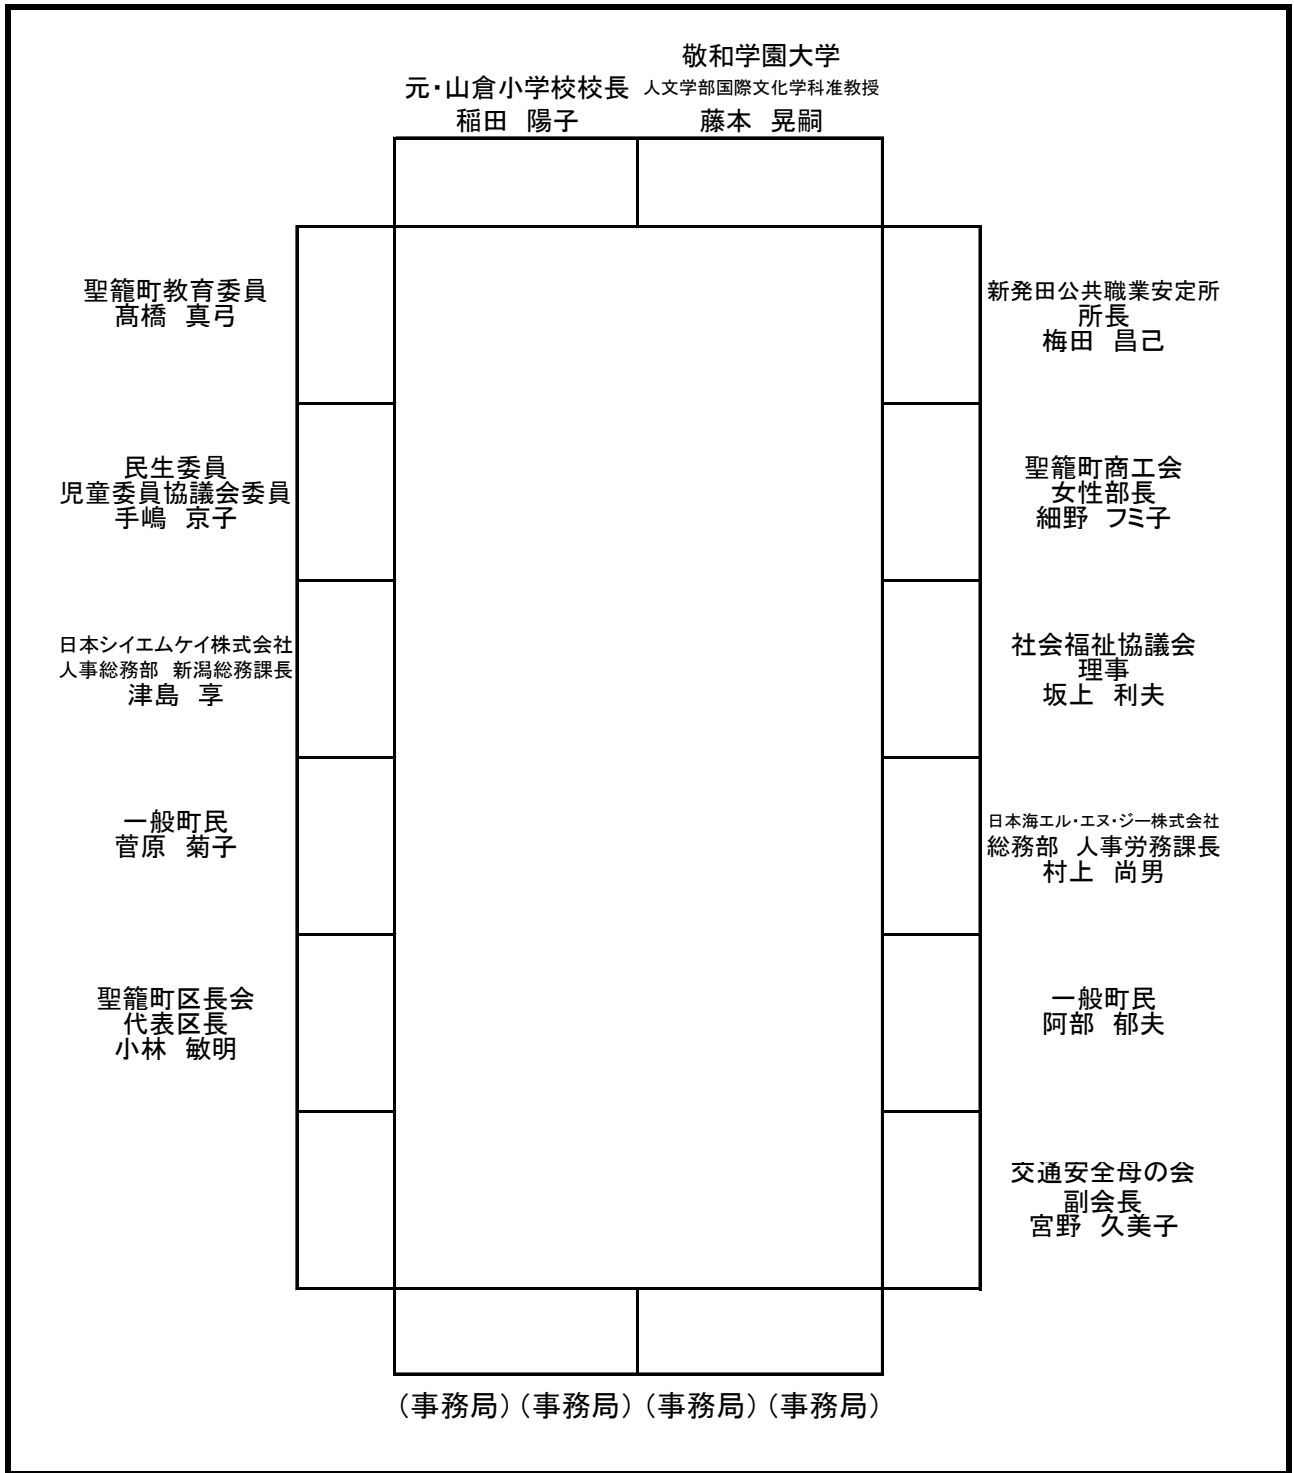 元・山倉小学校校長
稲田　陽子
敬和学園大学
人文学部国際文化学科准教授
藤本　晃嗣
聖籠町教育委員
髙橋　真弓
新発田公共職業安定所
所長
梅田　昌己
民生委員
児童委員協議会委員
手嶋　京子
聖籠町商工会
女性部長
細野　フミ子
日本シイエムケイ株式会社
人事総務部　新潟総務課長
津島　享
社会福祉協議会
理事
坂上　利夫
一般町民
菅原　菊子
日本海エル・エヌ・ジー株式会社
総務部　人事労務課長
村上　尚男
聖籠町区長会
代表区長
小林　敏明
一般町民
阿部　郁夫
交通安全母の会
副会長
宮野　久美子
（事務局）（事務局）（事務局）（事務局）